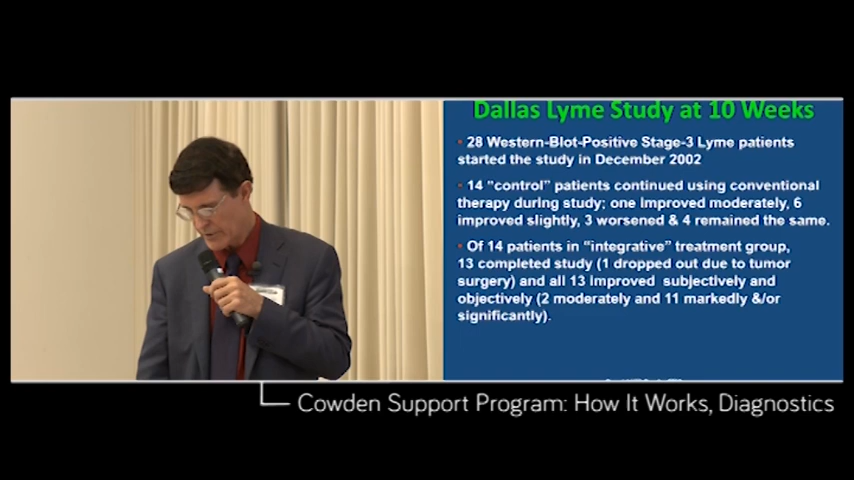 Dallas Lyme Study at 10 Weeks
• 28 Western-Blot-Positive Stage-3 Lyme patients
started the study in December 2002
• 14 "control" patients continued using conventional
therapy during study; one improved moderately, 6
improved slightly, 3 worsened & 4 remained the same.
• Of 14 patients in "integrative" treatment group,
13 completed study (1 dropped out due to tumor
surgery) and all 13 improved subjectively and
objectively (2 moderately and 11 markedly &/or
significantly).
Cowden Support Program: How It Works, Diagnostics